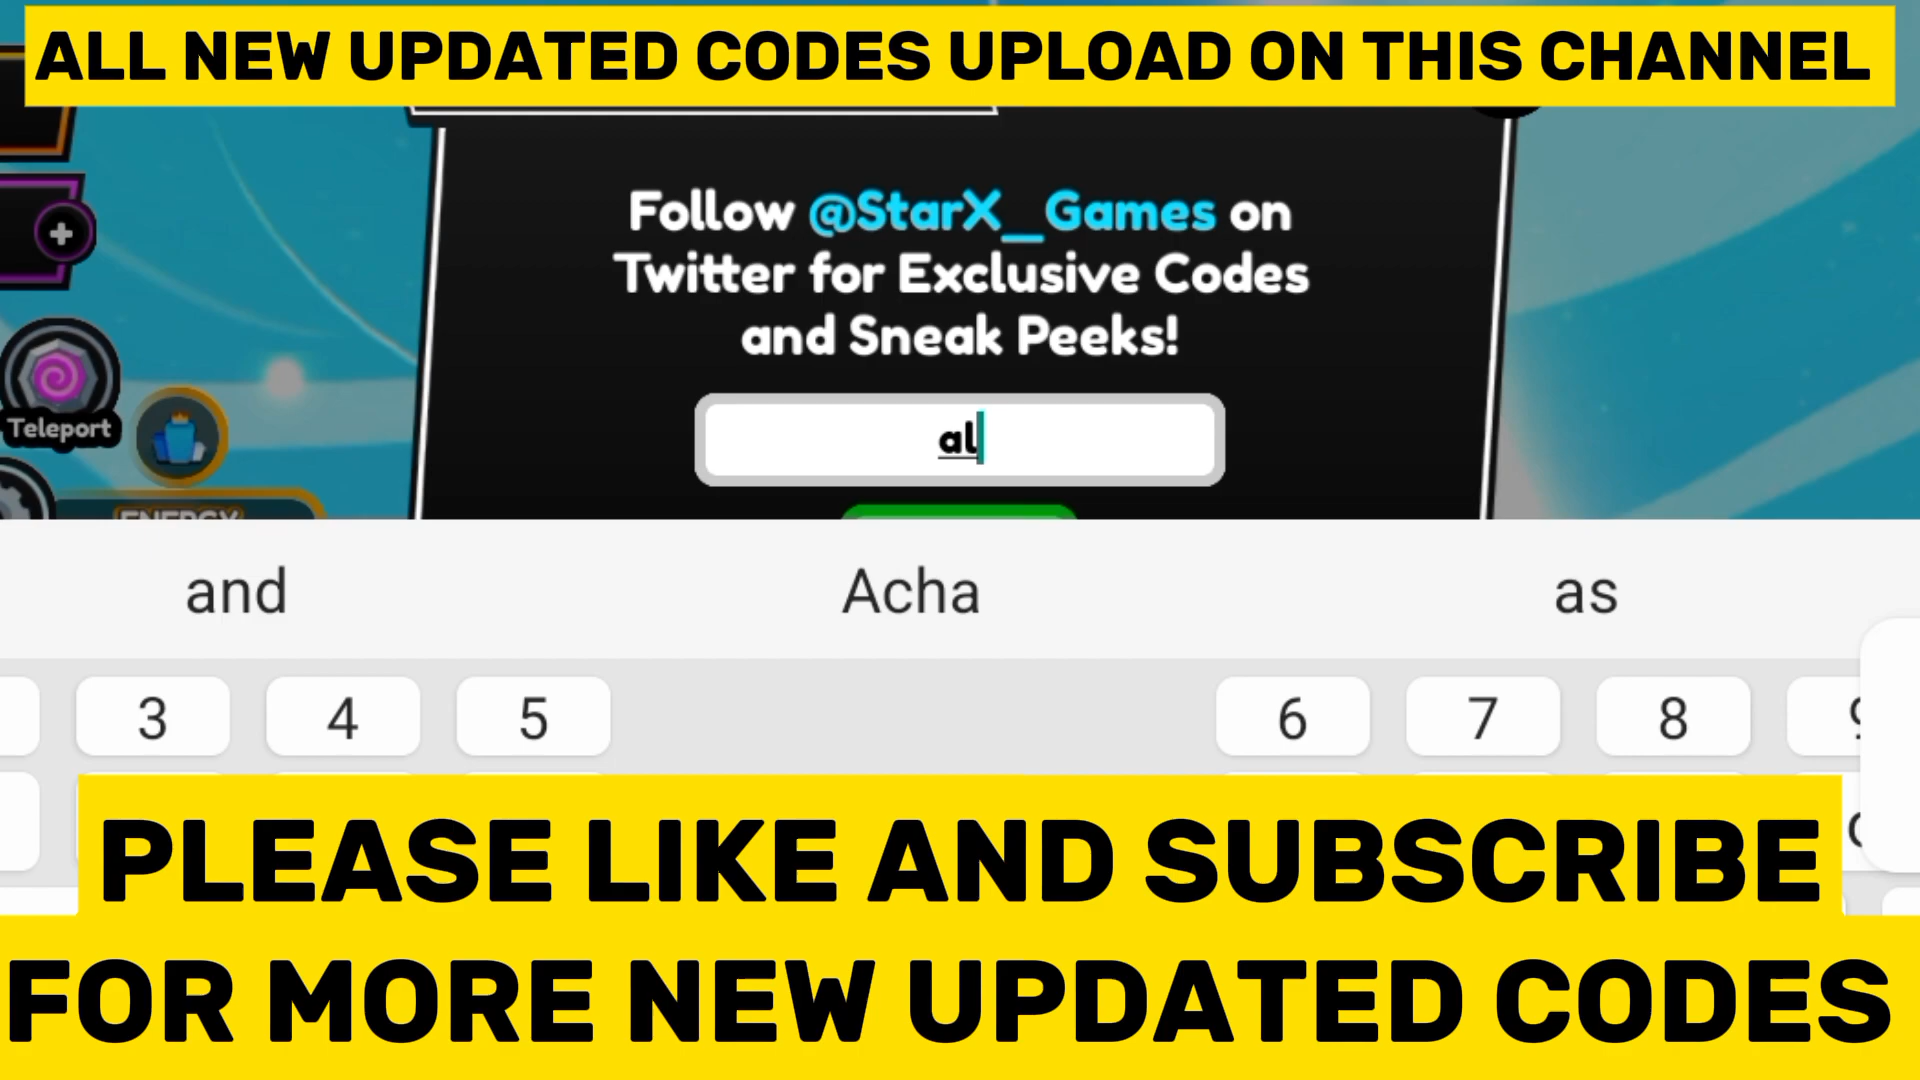 ALL NEW UPDATED CODES UPLOAD ON THIS CHANNEL
Follow @StarX_Games on
Twitter for Exclusive Codes
and Sneak Peeks!
al
Teleport
ENERGY
and Acha as
3 4 5 6 7 8 9
PLEASE LIKE AND SUBSCRIBE
FOR MORE NEW UPDATED CODES